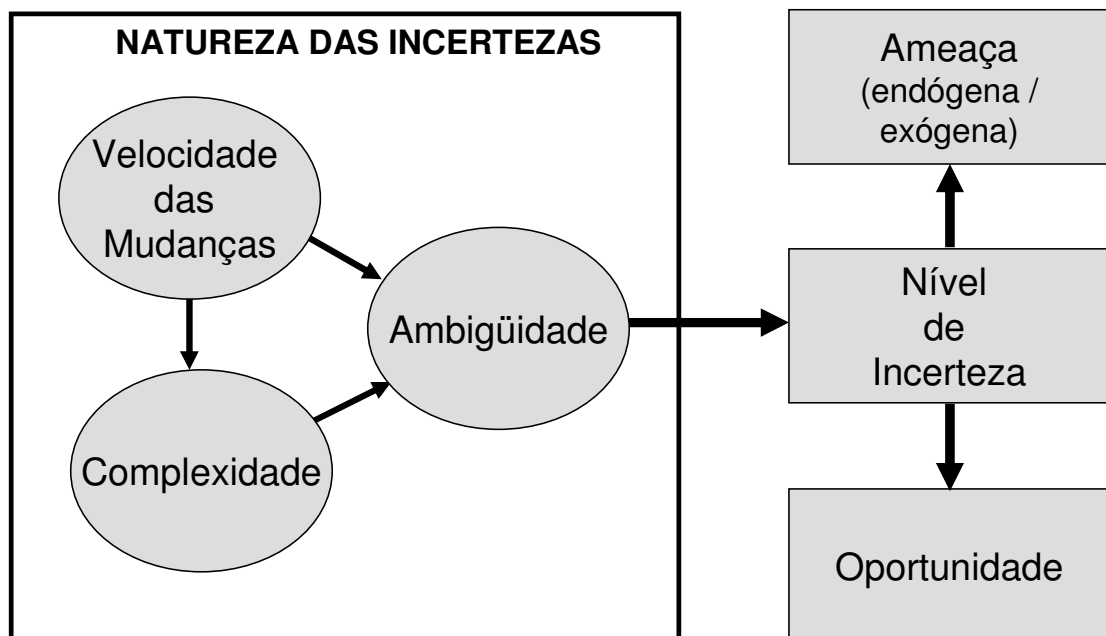 NATUREZA DAS INCERTEZAS
Velocidade
das
Mudanças
Ambigüidade
Complexidade
Ameaça
(endógena /
exógena)
Nível
de
Incerteza
Oportunidade